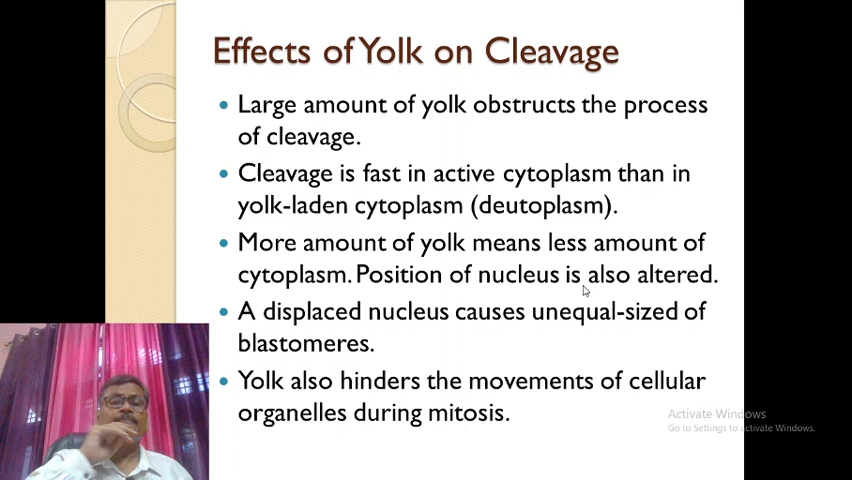 Effects of Yolk on Cleavage
Large amount of yolk obstructs the process
of cleavage.
Cleavage is fast in active cytoplasm than in
yolk-laden cytoplasm (deutoplasm).
More amount of yolk means less amount of
cytoplasm. Position of nucleus is also altered.
A displaced nucleus causes unequal-sized of
blastomeres.
Yolk also hinders the movements of cellular
organelles during mitosis.
Activate Windows
Go to Settings to activate Windows.